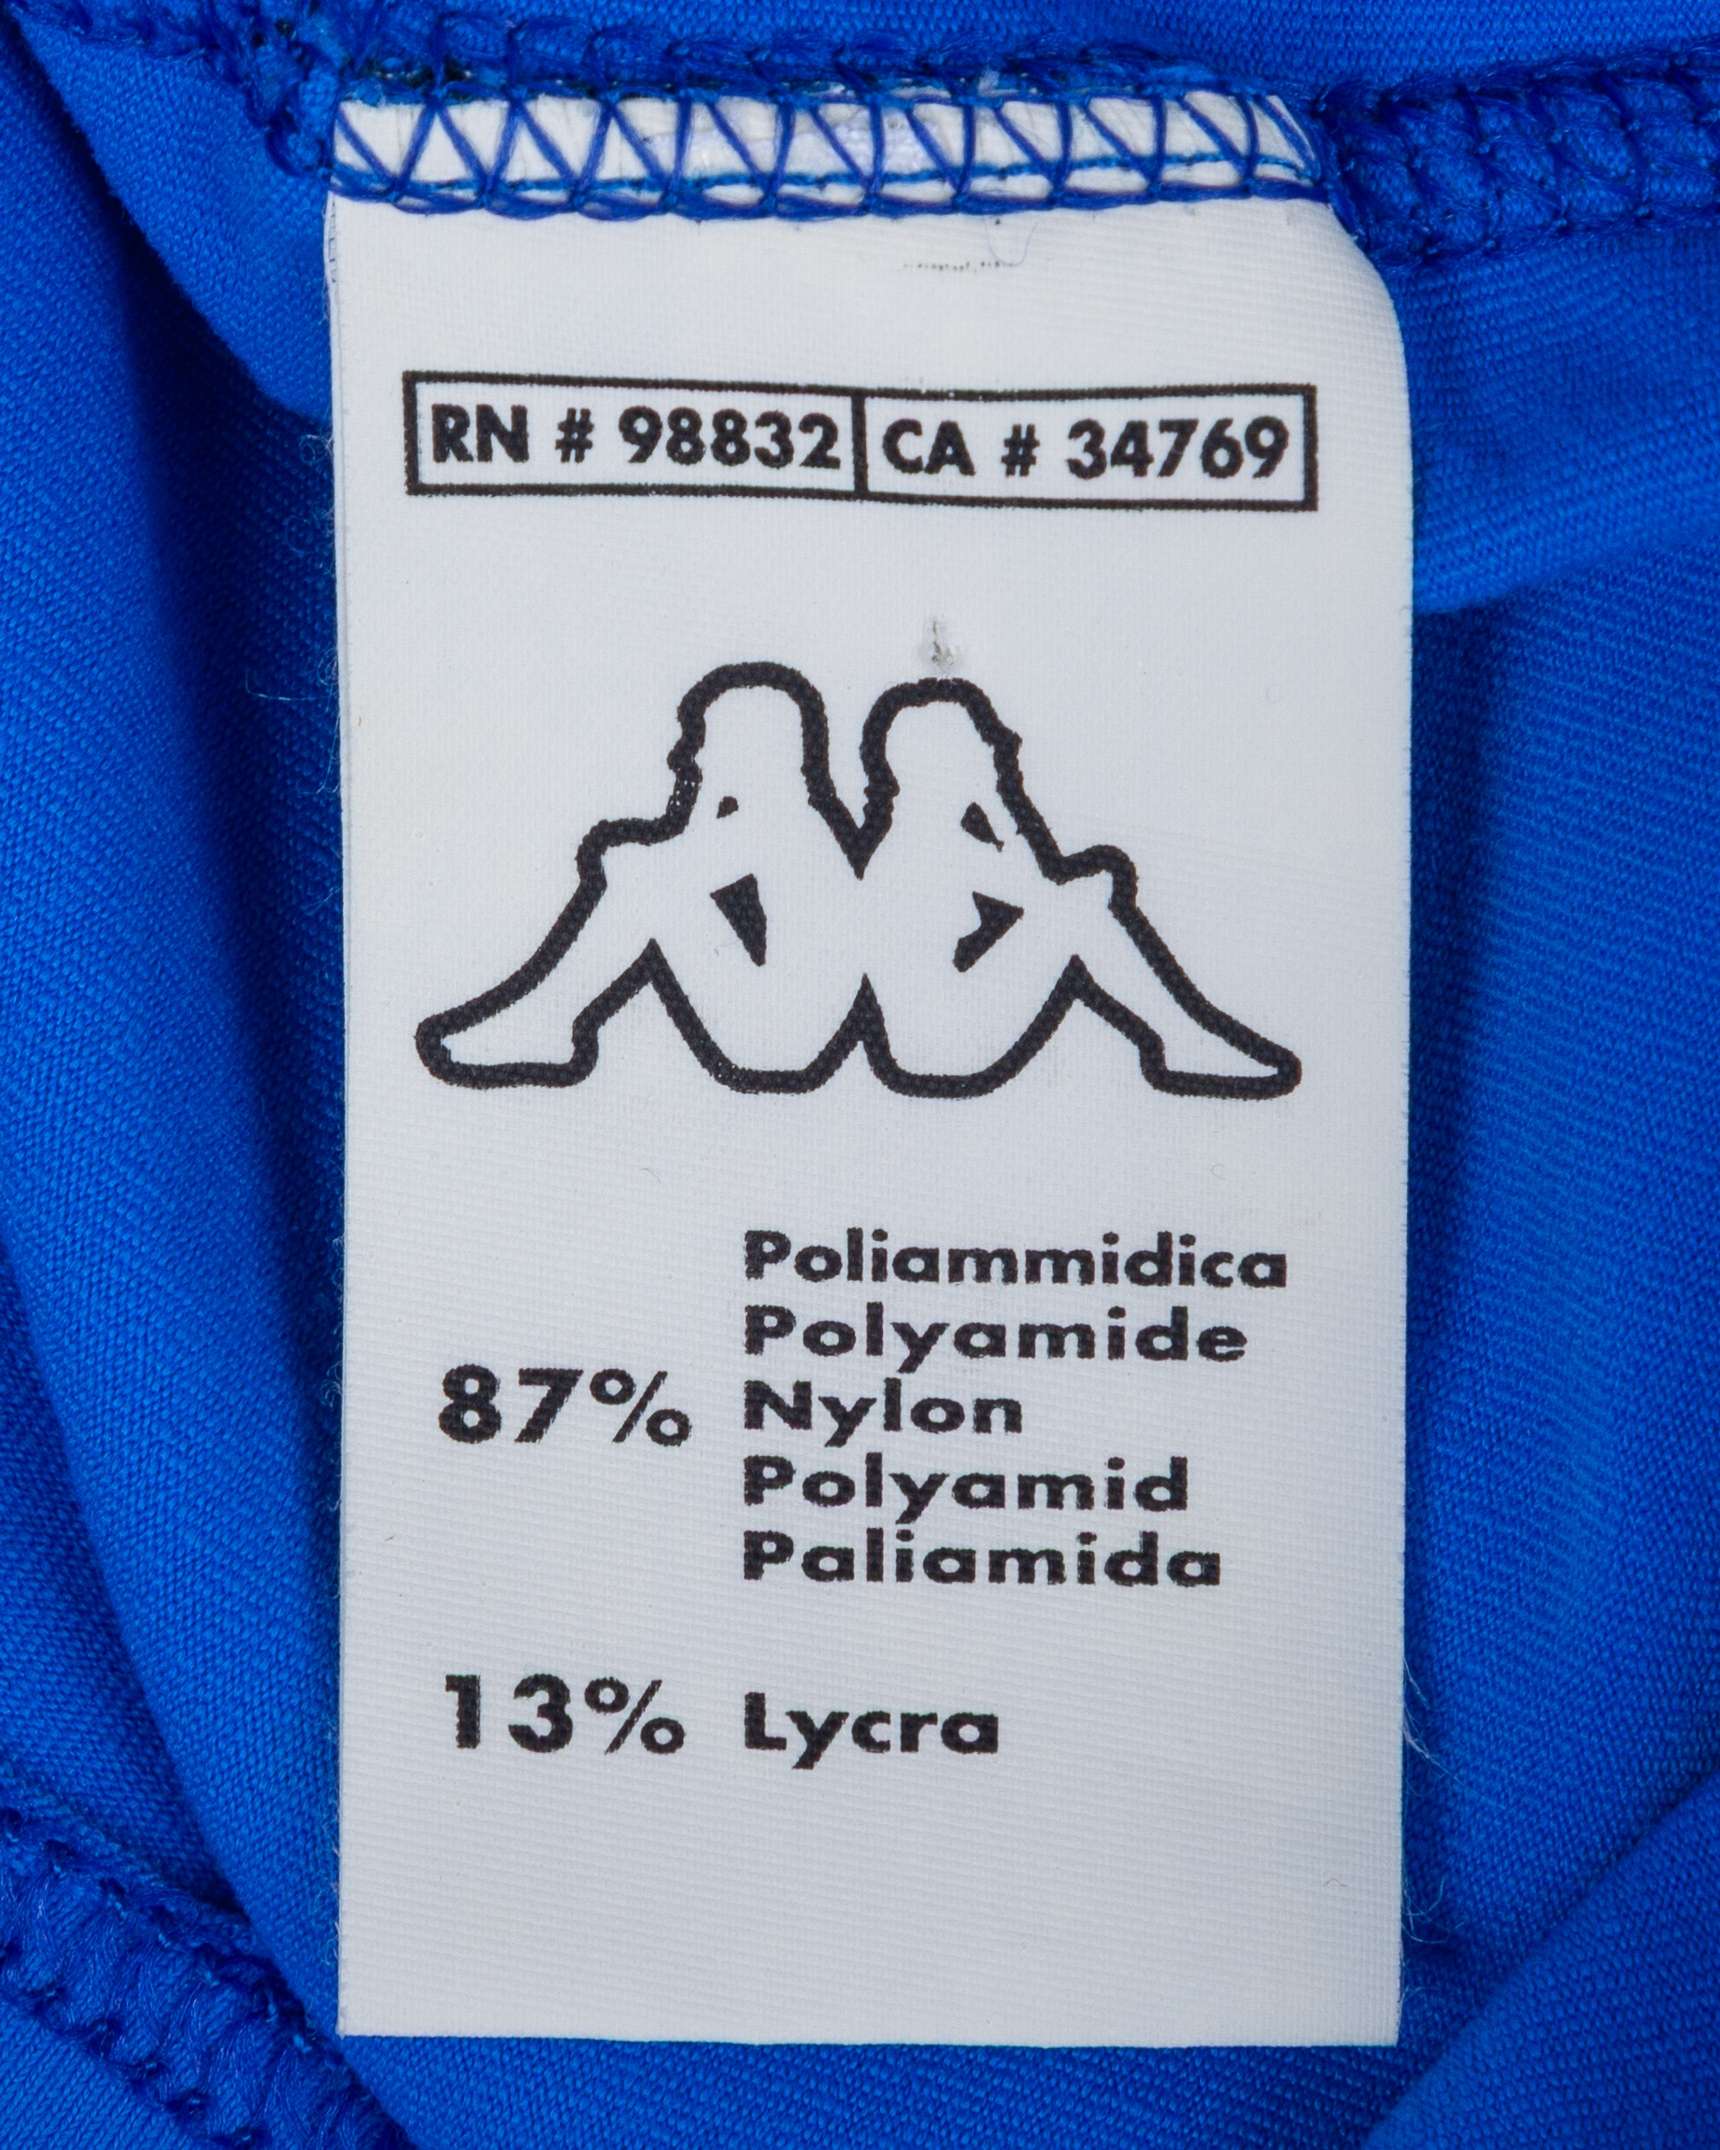 RN # 98832 CA # 34769
Poliammidica
Polyamide
87% Nylon
Polyamid
Paliamida
13% Lycra